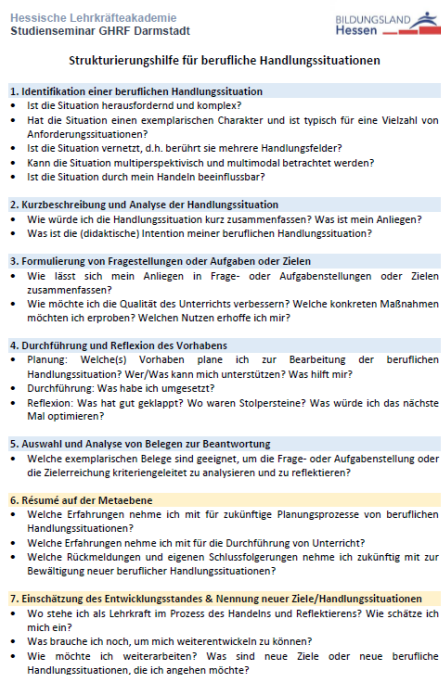 Hessische Lehrkräfteakademie
Studienseminar GHRF Darmstadt
BILDUNGSLAND
Hessen
Strukturierungshilfe für berufliche Handlungssituationen
1. Identifikation einer beruflichen Handlungssituation
• Ist die Situation herausfordernd und komplex?
• Hat die Situation einen exemplarischen Charakter und ist typisch für eine Vielzahl von
Anforderungssituationen?
• Ist die Situation vernetzt, d.h. berührt sie mehrere Handlungsfelder?
• Kann die Situation multiperspektivisch und multimodal betrachtet werden?
• Ist die Situation durch mein Handeln beeinflussbar?
2. Kurzbeschreibung und Analyse der Handlungssituation
• Wie würde ich die Handlungssituation kurz zusammenfassen? Was ist mein Anliegen?
• Was ist die (didaktische) Intention meiner beruflichen Handlungssituation?
3. Formulierung von Fragestellungen oder Aufgaben oder Zielen
• Wie lässt sich mein Anliegen in Frage- oder Aufgabenstellungen oder Zielen
zusammenfassen?
• Wie möchte ich die Qualität des Unterrichts verbessern? Welche konkreten Maßnahmen
möchten ich erproben? Welchen Nutzen erhoffe ich mir?
4. Durchführung und Reflexion des Vorhabens
• Planung: Welche(s) Vorhaben plane ich zur Bearbeitung der beruflichen
Handlungssituation? Wer/Was kann mich unterstützen? Was hilft mir?
• Durchführung: Was habe ich umgesetzt?
• Reflexion: Was hat gut geklappt? Wo waren Stolpersteine? Was würde ich das nächste
Mal optimieren?
5. Auswahl und Analyse von Belegen zur Beantwortung
• Welche exemplarischen Belege sind geeignet, um die Frage- oder Aufgabenstellung oder
die Zielerreichung kriteriengeleitet zu analysieren und zu reflektieren?
6. Résumé auf der Metaebene
• Welche Erfahrungen nehme ich mit für zukünftige Planungsprozesse von beruflichen
Handlungssituationen?
• Welche Erfahrungen nehme ich mit für die Durchführung von Unterricht?
• Welche Rückmeldungen und eigenen Schlussfolgerungen nehme ich zukünftig mit zur
Bewältigung neuer beruflicher Handlungssituationen?
7. Einschätzung des Entwicklungsstandes & Nennung neuer Ziele/Handlungssituationen
• Wo stehe ich als Lehrkraft im Prozess des Handelns und Reflektierens? Wie schätze ich
mich ein?
• Was brauche ich noch, um mich weiterentwickeln zu können?
• Wie möchte ich weiterarbeiten? Was sind neue Ziele oder neue berufliche
Handlungssituationen, die ich angehen möchte?